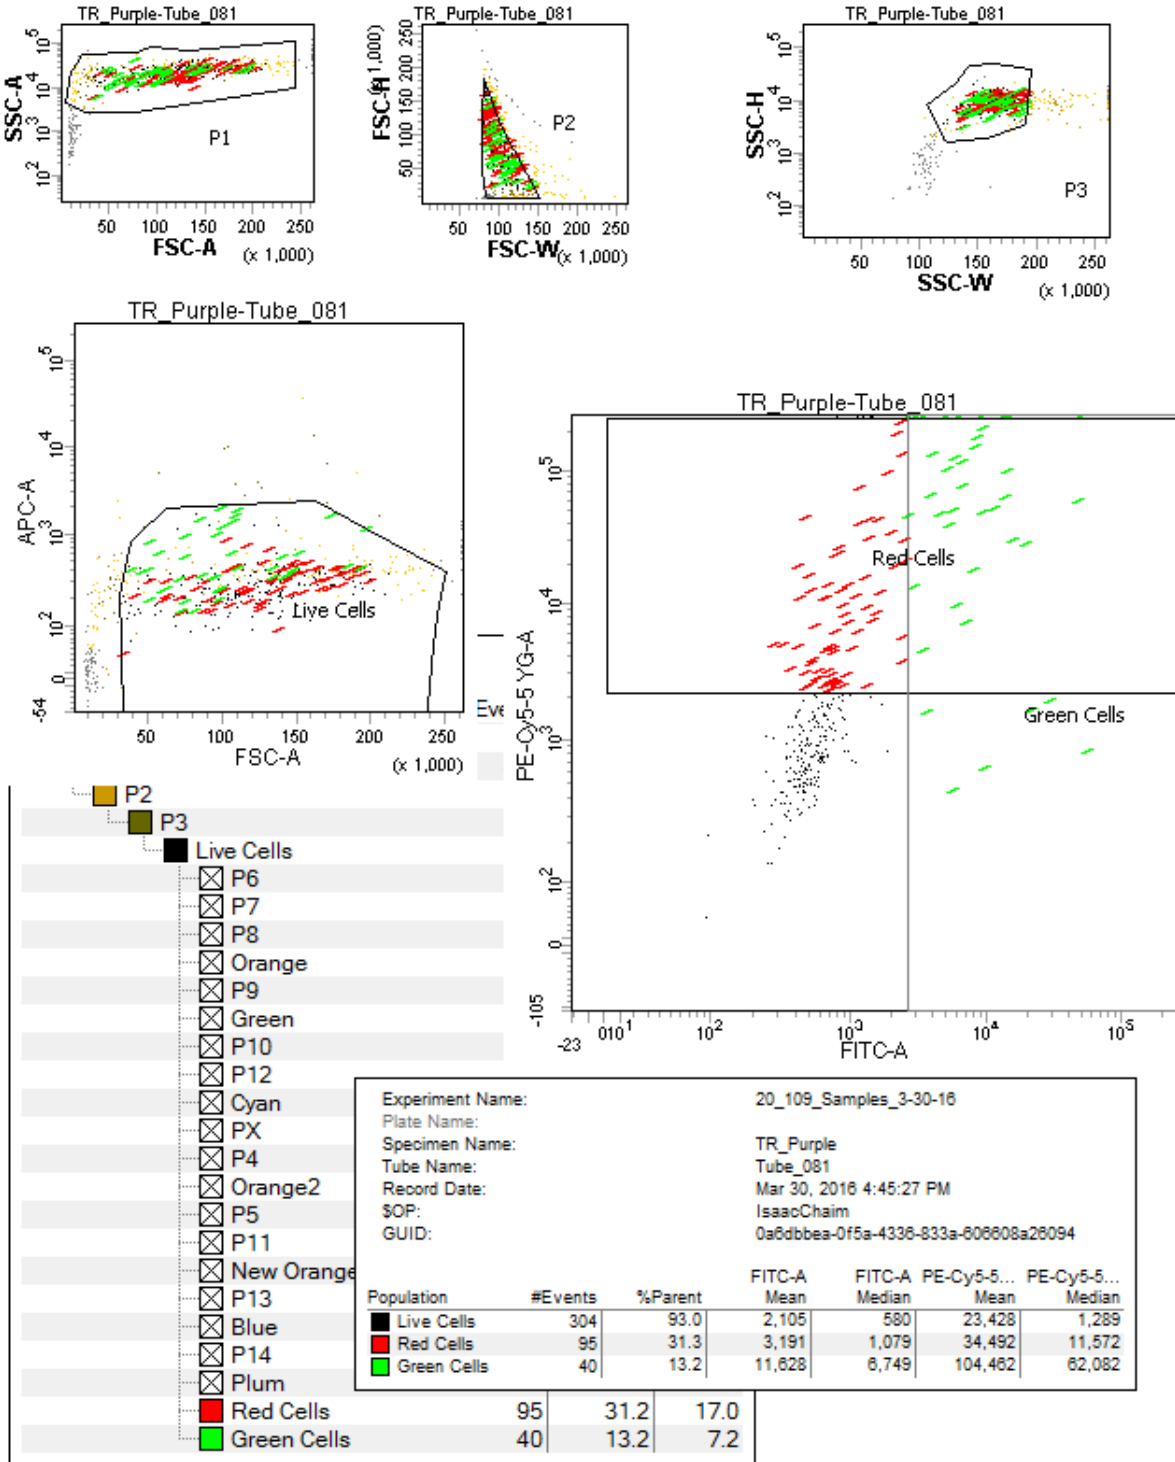 TR_Purple-Tube_081
SSC-A
10^5
10^4
10^3
10^2
P1
50 100 150 200 250
FSC-A (x 1,000)
TR_Purple-Tube_081
FSC-H
(x 1,000)
250
200
150
100
50
P2
50 100 150 200 250
FSC-W (x 1,000)
TR_Purple-Tube_081
SSC-H
10^5
10^4
10^3
10^2
P3
50 100 150 200 250
SSC-W (x 1,000)
TR_Purple-Tube_081
APC-A
10^5
10^4
10^3
10^2
0
-54
Live Cells
50 100 150 200 250
FSC-A (x 1,000)
Eve
TR_Purple-Tube_081
PE-Cy5-5 YG-A
10^5
10^4
10^3
10^2
0
-105
Red Cells
Green Cells
-23 010^1 10^2 10^3 10^4 10^5
FITC-A
P2
P3
Live Cells
P6
P7
P8
Orange
P9
Green
P10
P12
Cyan
PX
P4
Orange2
P5
P11
New Orange
P13
Blue
P14
Plum
Red Cells 95 31.2 17.0
Green Cells 40 13.2 7.2
Experiment Name: 20_109_Samples_3-30-16
Plate Name:
Specimen Name: TR_Purple
Tube Name: Tube_081
Record Date: Mar 30, 2016 4:45:27 PM
$OP: IsaacChaim
GUID: 0a6dbbea-0f5a-4336-833a-606608a26094
FITC-A FITC-A PE-Cy5-5... PE-Cy5-5...
Population #Events %Parent Mean Median Mean Median
Live Cells 304 93.0 2,105 580 23,428 1,289
Red Cells 95 31.3 3,191 1,079 34,492 11,572
Green Cells 40 13.2 11,628 6,749 104,462 62,082